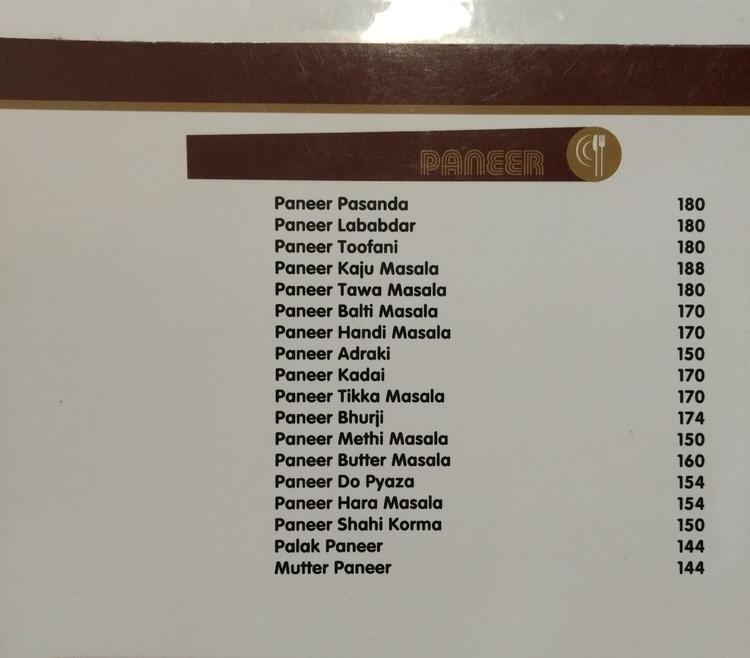 PANEER
Paneer Pasanda 180
Paneer Lababdar 180
Paneer Toofani 180
Paneer Kaju Masala 188
Paneer Tawa Masala 180
Paneer Balti Masala 170
Paneer Handi Masala 170
Paneer Adraki 150
Paneer Kadai 170
Paneer Tikka Masala 170
Paneer Bhurji 174
Paneer Methi Masala 150
Paneer Butter Masala 160
Paneer Do Pyaza 154
Paneer Hara Masala 154
Paneer Shahi Korma 150
Palak Paneer 144
Mutter Paneer 144